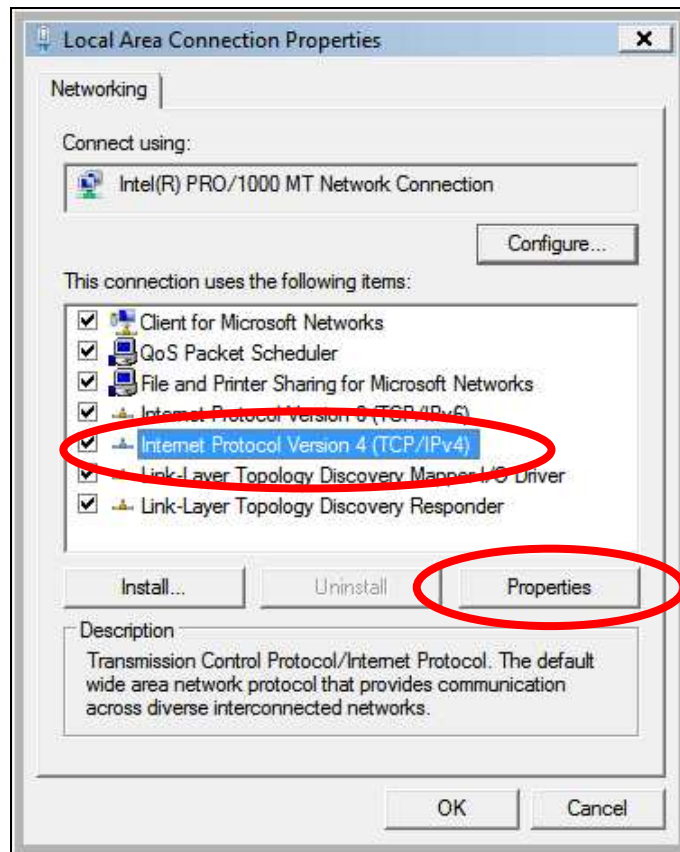 Local Area Connection Properties
Networking
Connect using:
Intel(R) PRO/1000 MT Network Connection
Configure...
This connection uses the following items:
Client for Microsoft Networks
QoS Packet Scheduler
File and Printer Sharing for Microsoft Networks
Internet Protocol Version 6 (TCP/IPv6)
Internet Protocol Version 4 (TCP/IPv4)
Link-Layer Topology Discovery Mapper I/O Driver
Link-Layer Topology Discovery Responder
Install...
Uninstall
Properties
Description
Transmission Control Protocol/Internet Protocol. The default
wide area network protocol that provides communication
across diverse interconnected networks.
OK
Cancel